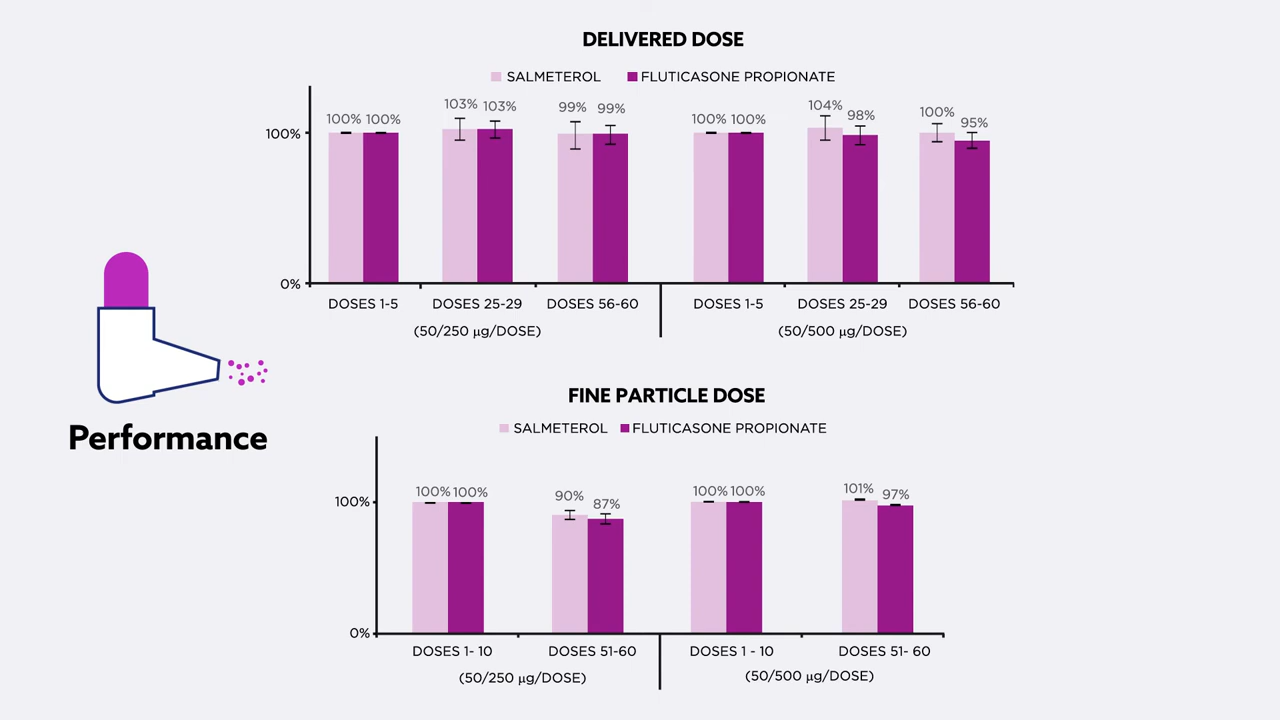 DELIVERED DOSE
SALMETEROL FLUTICASONE PROPIONATE
100% 100% 103% 103% 99% 99% 100% 100% 104% 98% 100% 95%
100%
0%
DOSES 1-5 DOSES 25-29 DOSES 56-60 DOSES 1-5 DOSES 25-29 DOSES 56-60
(50/250 µg/DOSE) (50/500 µg/DOSE)
Performance
FINE PARTICLE DOSE
SALMETEROL FLUTICASONE PROPIONATE
100% 100% 90% 87% 100% 100% 101% 97%
100%
0%
DOSES 1- 10 DOSES 51-60 DOSES 1 - 10 DOSES 51- 60
(50/250 µg/DOSE) (50/500 µg/DOSE)